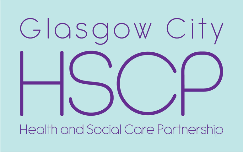 Glasgow City
HSCP
Health and Social Care Partnership